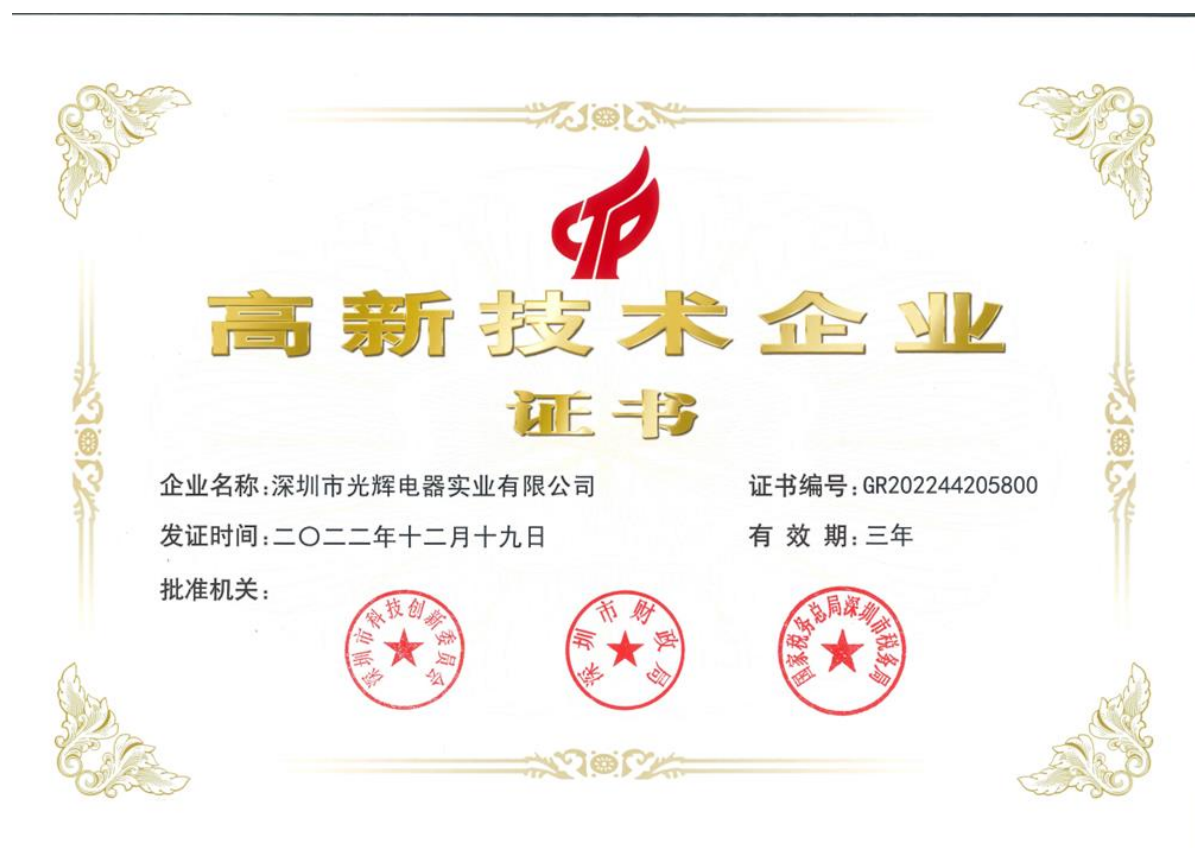 高新技术企业
证书
企业名称:深圳市光辉电器实业有限公司
证书编号:GR202244205800
发证时间:二〇二二年十二月十九日
有 效 期:三年
批准机关:
深圳市科技创新委员会
深圳市财政局
国家税务总局深圳市税务局